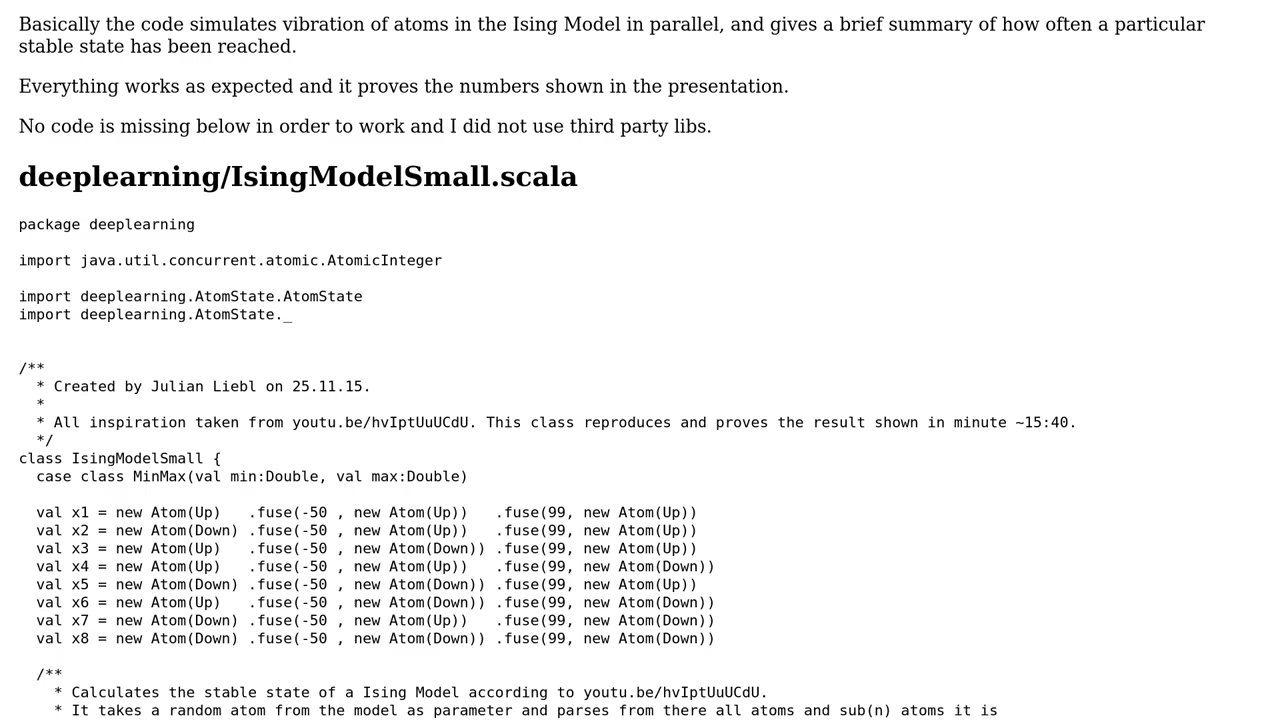 Basically the code simulates vibration of atoms in the Ising Model in parallel, and gives a brief summary of how often a particular
stable state has been reached.
Everything works as expected and it proves the numbers shown in the presentation.
No code is missing below in order to work and I did not use third party libs.
deeplearning/IsingModelSmall.scala
package deeplearning
import java.util.concurrent.atomic.AtomicInteger
import deeplearning.AtomState.AtomState
import deeplearning.AtomState._
/**
  * Created by Julian Liebl on 25.11.15.
  *
  * All inspiration taken from youtu.be/hvIptUuUCdU. This class reproduces and proves the result shown in minute ~15:40.
  */
class IsingModelSmall {
  case class MinMax(val min:Double, val max:Double)
  val x1 = new Atom(Up)   .fuse(-50 , new Atom(Up))   .fuse(99, new Atom(Up))
  val x2 = new Atom(Down) .fuse(-50 , new Atom(Up))   .fuse(99, new Atom(Up))
  val x3 = new Atom(Up)   .fuse(-50 , new Atom(Down)) .fuse(99, new Atom(Up))
  val x4 = new Atom(Up)   .fuse(-50 , new Atom(Up))   .fuse(99, new Atom(Down))
  val x5 = new Atom(Down) .fuse(-50 , new Atom(Down)) .fuse(99, new Atom(Up))
  val x6 = new Atom(Up)   .fuse(-50 , new Atom(Down)) .fuse(99, new Atom(Down))
  val x7 = new Atom(Down) .fuse(-50 , new Atom(Up))   .fuse(99, new Atom(Down))
  val x8 = new Atom(Down) .fuse(-50 , new Atom(Down)) .fuse(99, new Atom(Down))
  /**
    * Calculates the stable state of a Ising Model according to youtu.be/hvIptUuUCdU.
    * It takes a random atom from the model as parameter and parses from there all atoms and sub(n) atoms it is